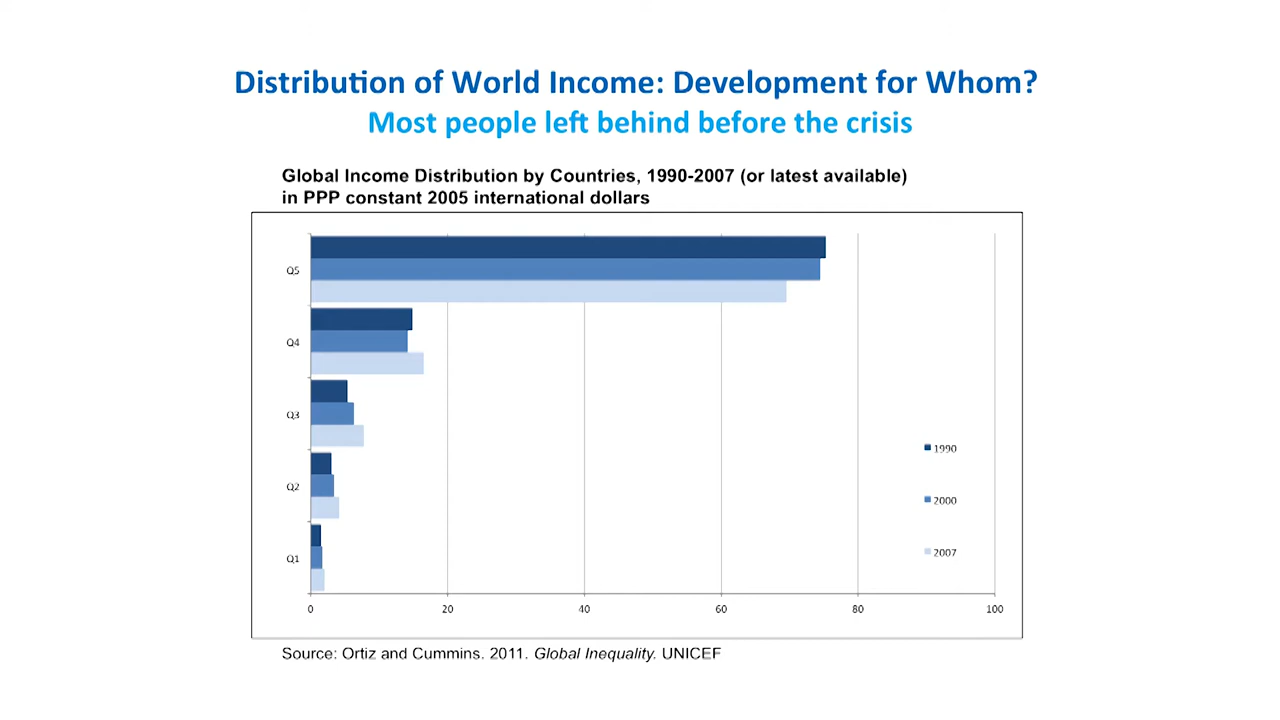 Distribution of World Income: Development for Whom?
Most people left behind before the crisis
Global Income Distribution by Countries, 1990-2007 (or latest available)
in PPP constant 2005 international dollars
Q5
Q4
Q3
Q2
Q1
1990
2000
2007
0 20 40 60 80 100
Source: Ortiz and Cummins. 2011. Global Inequality. UNICEF